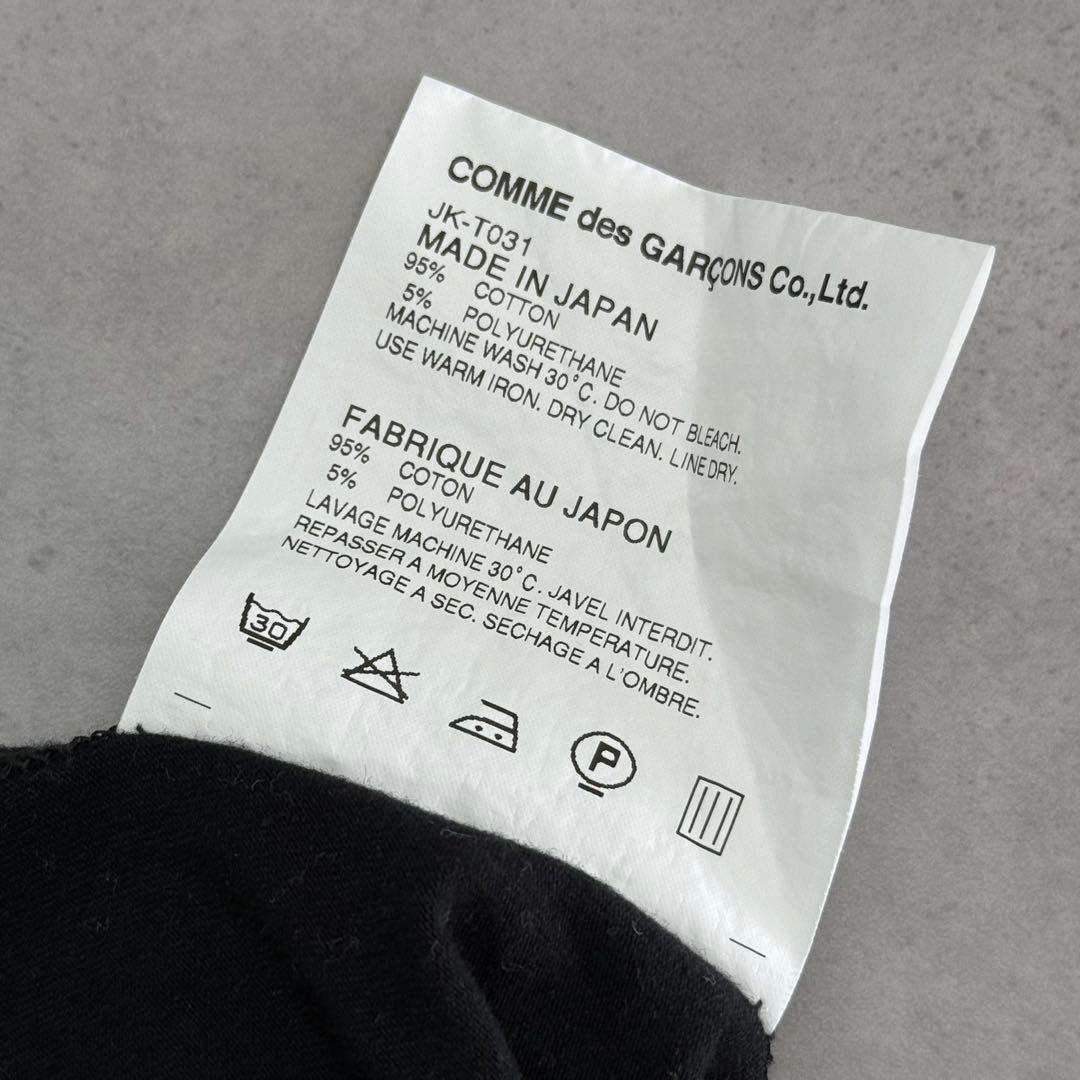 COMME des GARÇONS Co.,Ltd.
JK-T031
MADE IN JAPAN
95% COTTON
5% POLYURETHANE
MACHINE WASH 30°C. DO NOT BLEACH.
USE WARM IRON. DRY CLEAN. LINE DRY.
FABRIQUE AU JAPON
95% COTON
5% POLYURETHANE
LAVAGE MACHINE 30°C. JAVEL INTERDIT.
REPASSER A MOYENNE TEMPERATURE.
NETTOYAGE A SEC. SECHAGE A L'OMBRE.
30
P